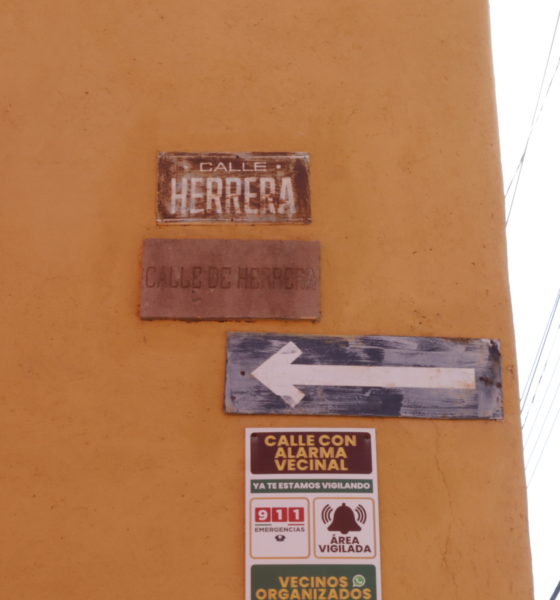 CALLE
HERRERA
CALLE DE HERRERA
CALLE CON
ALARMA
VECINAL
YA TE ESTAMOS VIGILANDO
911
EMERGENCIAS
ÁREA
VIGILADA
VECINOS
ORGANIZADOS